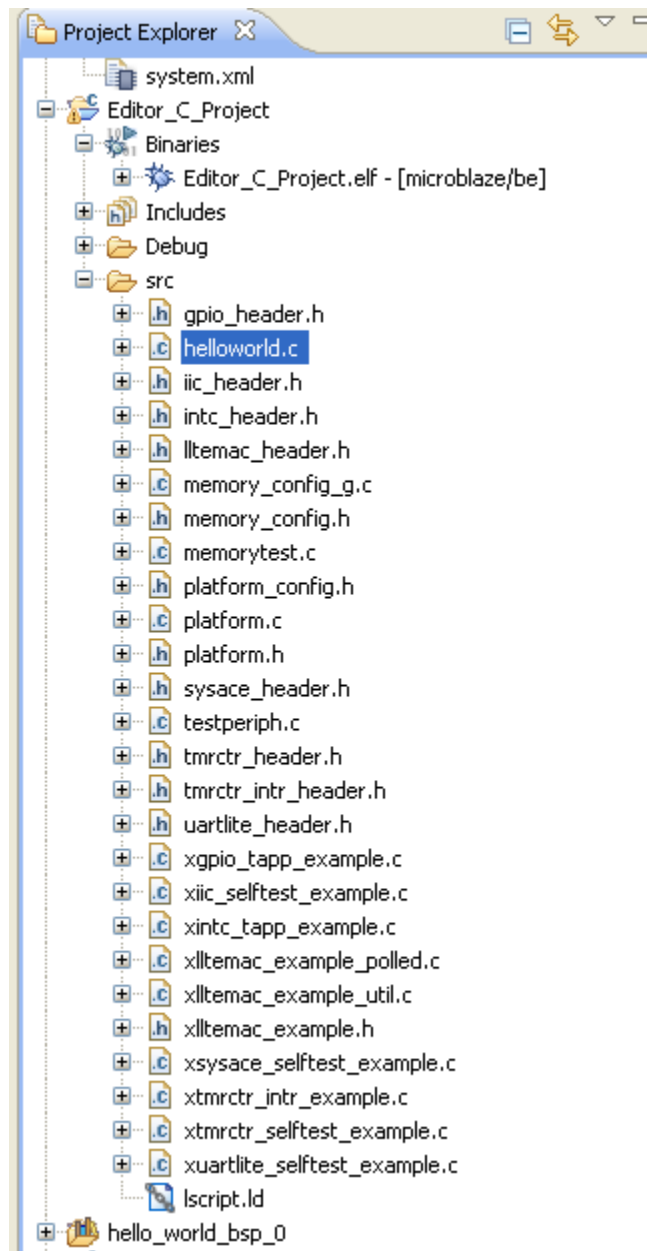 Project Explorer
system.xml
Editor_C_Project
Binaries
Editor_C_Project.elf - [microblaze/be]
Includes
Debug
src
gpio_header.h
helloworld.c
iic_header.h
intc_header.h
lltemac_header.h
memory_config_g.c
memory_config.h
memorytest.c
platform_config.h
platform.c
platform.h
sysace_header.h
testperiph.c
tmrctr_header.h
tmrctr_intr_header.h
uartlite_header.h
xgpio_tapp_example.c
xiic_selftest_example.c
xintc_tapp_example.c
xlltemac_example_polled.c
xlltemac_example_util.c
xlltemac_example.h
xsysace_selftest_example.c
xtmrctr_intr_example.c
xtmrctr_selftest_example.c
xuartlite_selftest_example.c
lscript.ld
hello_world_bsp_0